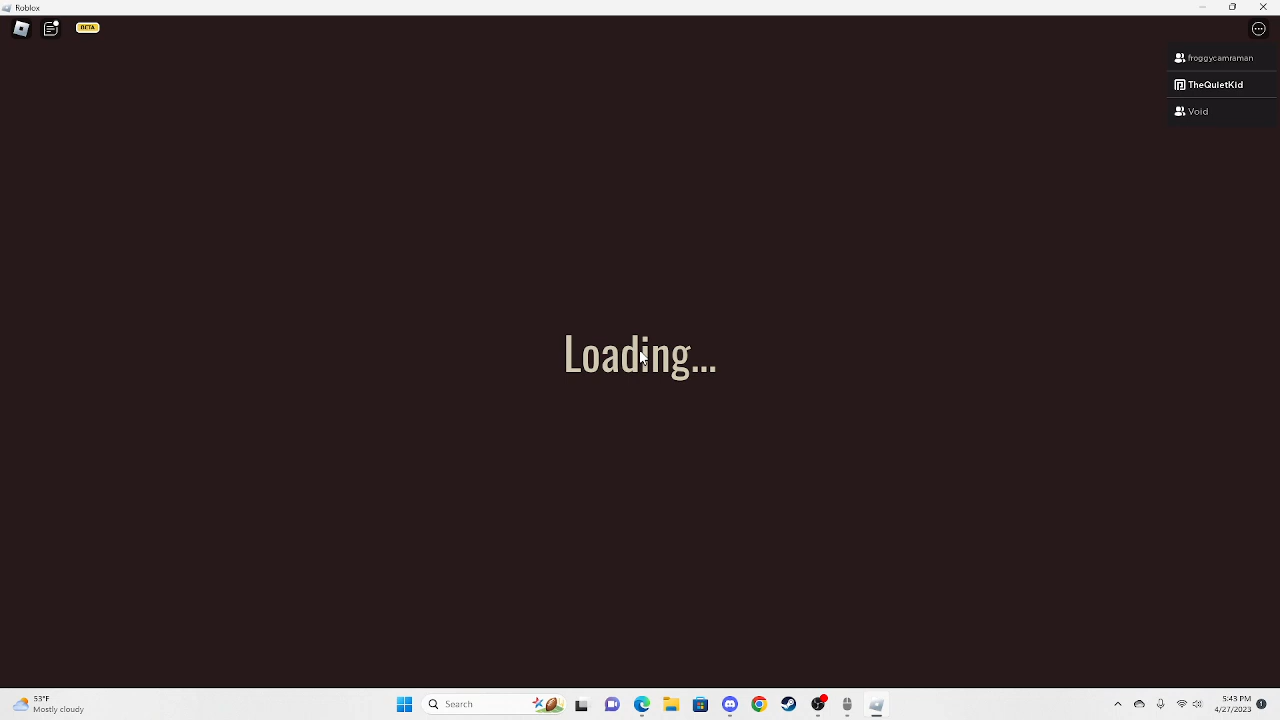 Roblox
BETA
froggycamraman
TheQuietKid
Void
Loading...
53°F
Mostly cloudy
Search
5:43 PM
4/27/2023